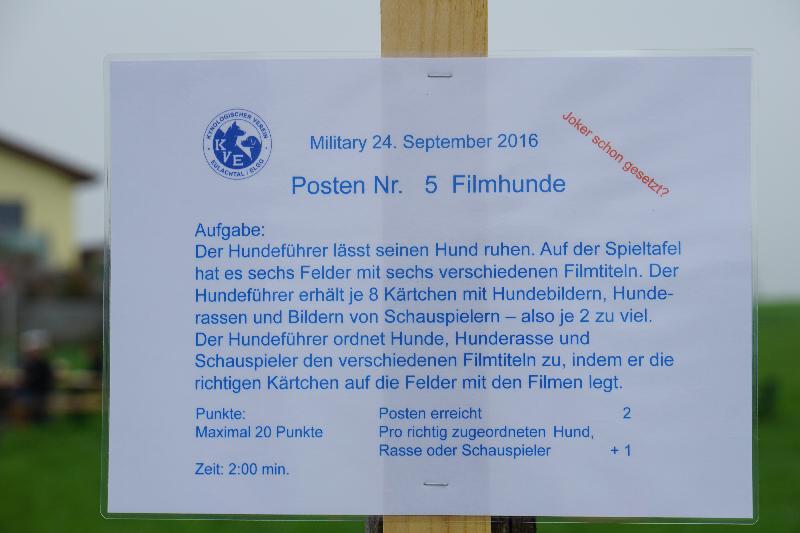 KYNOLOGISCHER VEREIN
KVE
EULACHTAL / ELGG
Military 24. September 2016
Joker schon gesetzt?
Posten Nr. 5 Filmhunde
Aufgabe:
Der Hundeführer lässt seinen Hund ruhen. Auf der Spieltafel
hat es sechs Felder mit sechs verschiedenen Filmtiteln. Der
Hundeführer erhält je 8 Kärtchen mit Hundebildern, Hunde-
rassen und Bildern von Schauspielern – also je 2 zu viel.
Der Hundeführer ordnet Hunde, Hunderasse und
Schauspieler den verschiedenen Filmtiteln zu, indem er die
richtigen Kärtchen auf die Felder mit den Filmen legt.
Punkte: Posten erreicht 2
Maximal 20 Punkte Pro richtig zugeordneten Hund,
Rasse oder Schauspieler + 1
Zeit: 2:00 min.